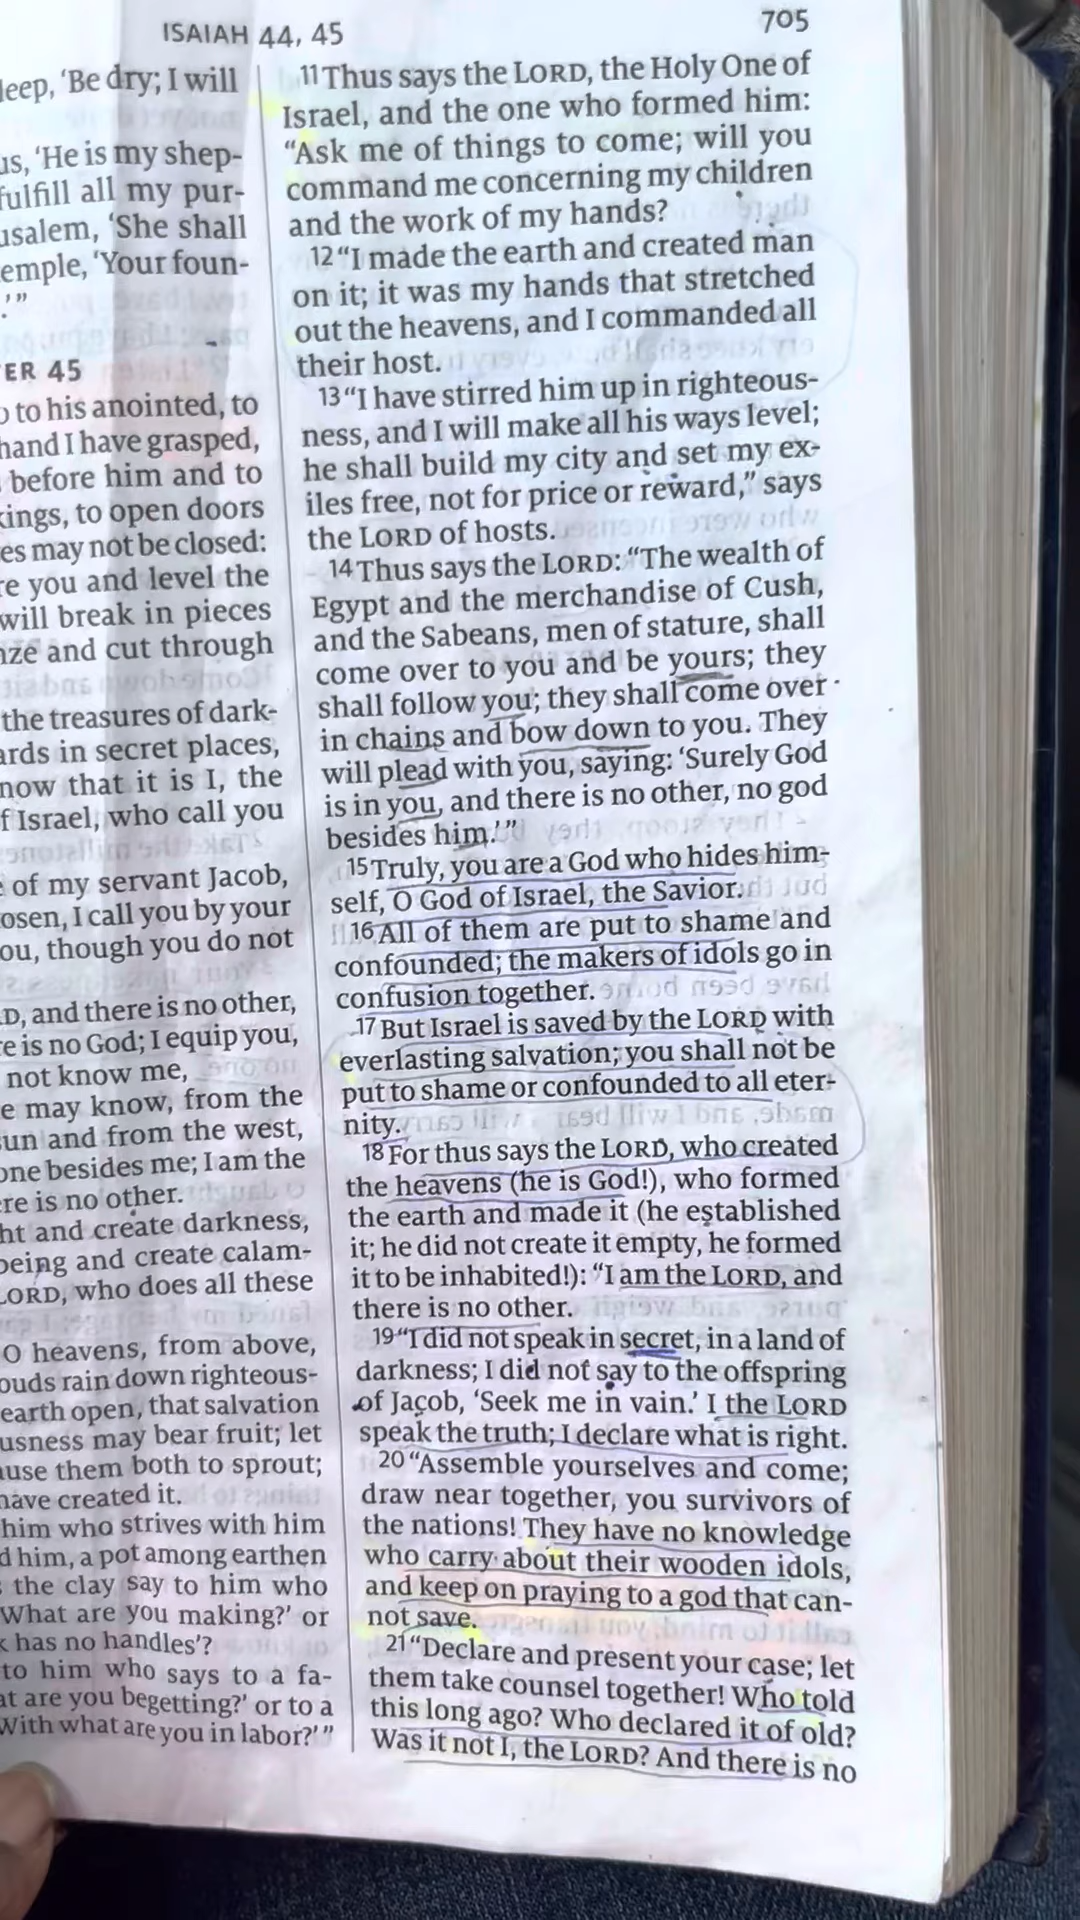 ISAIAH 44, 45
705
deep, 'Be dry; I will
us, 'He is my shep-
fulfill all my pur-
usalem, 'She shall
emple, 'Your foun-
.'"
ER 45
to his anointed, to
hand I have grasped,
before him and to
kings, to open doors
es may not be closed:
re you and level the
will break in pieces
nze and cut through
the treasures of dark-
ards in secret places,
now that it is I, the
f Israel, who call you
of my servant Jacob,
osen, I call you by your
ou, though you do not
D, and there is no other,
e is no God; I equip you,
not know me,
e may know, from the
sun and from the west,
one besides me; I am the
ere is no other.
ht and create darkness,
being and create calam-
LORD, who does all these
O heavens, from above,
ouds rain down righteous-
earth open, that salvation
usness may bear fruit; let
ause them both to sprout;
have created it.
him who strives with him
d him, a pot among earthen
the clay say to him who
What are you making?' or
k has no handles'?
to him who says to a fa-
at are you begetting?' or to a
With what are you in labor?'"
11 Thus says the LORD, the Holy One of
Israel, and the one who formed him:
"Ask me of things to come; will you
command me concerning my children
and the work of my hands?
12 "I made the earth and created man
on it; it was my hands that stretched
out the heavens, and I commanded all
their host.
13 "I have stirred him up in righteous-
ness, and I will make all his ways level;
he shall build my city and set my ex-
iles free, not for price or reward," says
the LORD of hosts.
14 Thus says the LORD: "The wealth of
Egypt and the merchandise of Cush,
and the Sabeans, men of stature, shall
come over to you and be yours; they
shall follow you; they shall come over
in chains and bow down to you. They
will plead with you, saying: 'Surely God
is in you, and there is no other, no god
besides him.'"
15 Truly, you are a God who hides him-
self, O God of Israel, the Savior.
16 All of them are put to shame and
confounded; the makers of idols go in
confusion together.
17 But Israel is saved by the LORD with
everlasting salvation; you shall not be
put to shame or confounded to all eter-
nity.
18 For thus says the LORD, who created
the heavens (he is God!), who formed
the earth and made it (he established
it; he did not create it empty, he formed
it to be inhabited!): "I am the LORD, and
there is no other.
19 "I did not speak in secret, in a land of
darkness; I did not say to the offspring
of Jacob, 'Seek me in vain.' I the LORD
speak the truth; I declare what is right.
20 "Assemble yourselves and come;
draw near together, you survivors of
the nations! They have no knowledge
who carry about their wooden idols,
and keep on praying to a god that can-
not save.
21 "Declare and present your case; let
them take counsel together! Who told
this long ago? Who declared it of old?
Was it not I, the LORD? And there is no